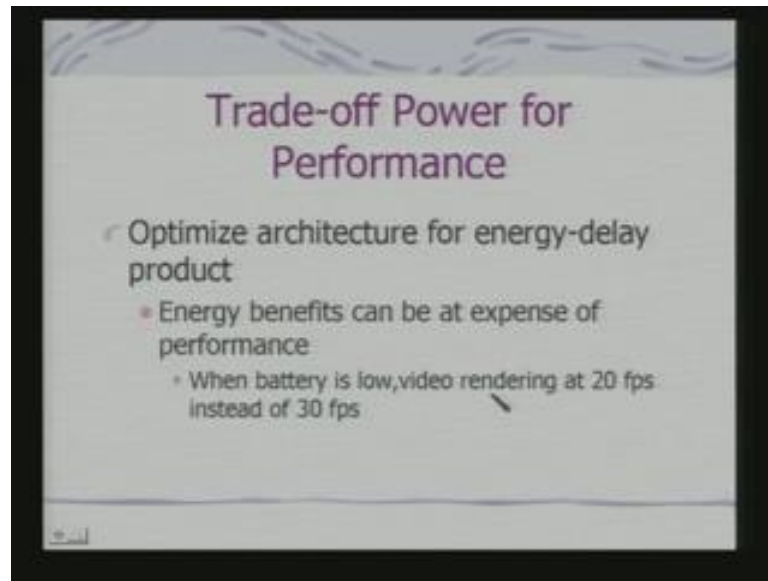 Trade-off Power for
Performance
Optimize architecture for energy-delay
product
Energy benefits can be at expense of
performance
When battery is low,video rendering at 20 fps
instead of 30 fps